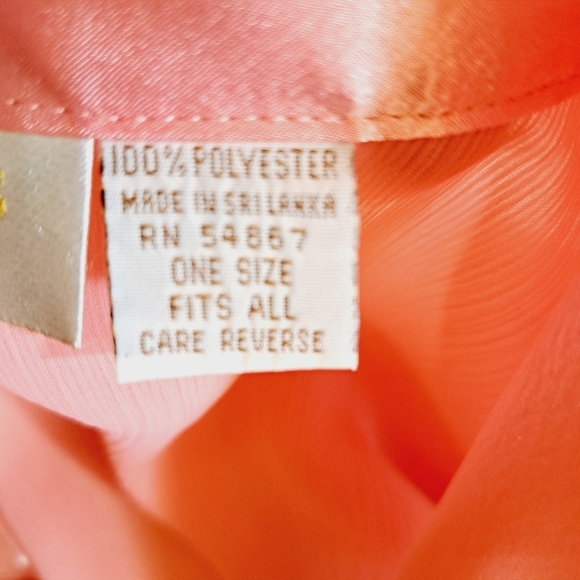 100% POLYESTER
MADE IN SRI LANKA
RN 54867
ONE SIZE
FITS ALL
CARE REVERSE